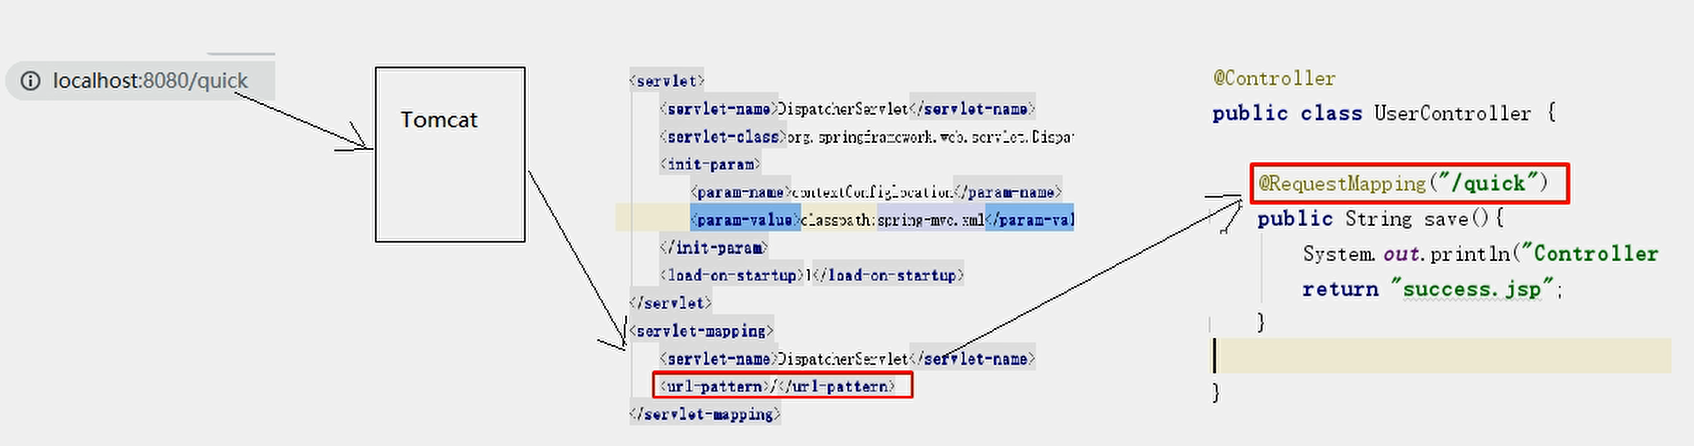 localhost:8080/quick
Tomcat
<servlet>
<servlet-name>DispatcherServlet</servlet-name>
<servlet-class>org.springframework.web.servlet.Dispa
<init-param>
<param-name>contextConfigLocation</param-name>
<param-value>classpath:spring-mvc.xml</param-val
</init-param>
<load-on-startup>1</load-on-startup>
</servlet>
<servlet-mapping>
<servlet-name>DispatcherServlet</servlet-name>
<url-pattern>/</url-pattern>
</servlet-mapping>
@Controller
public class UserController {
@RequestMapping("/quick")
public String save(){
System.out.println("Controller
return "success.jsp";
}
}